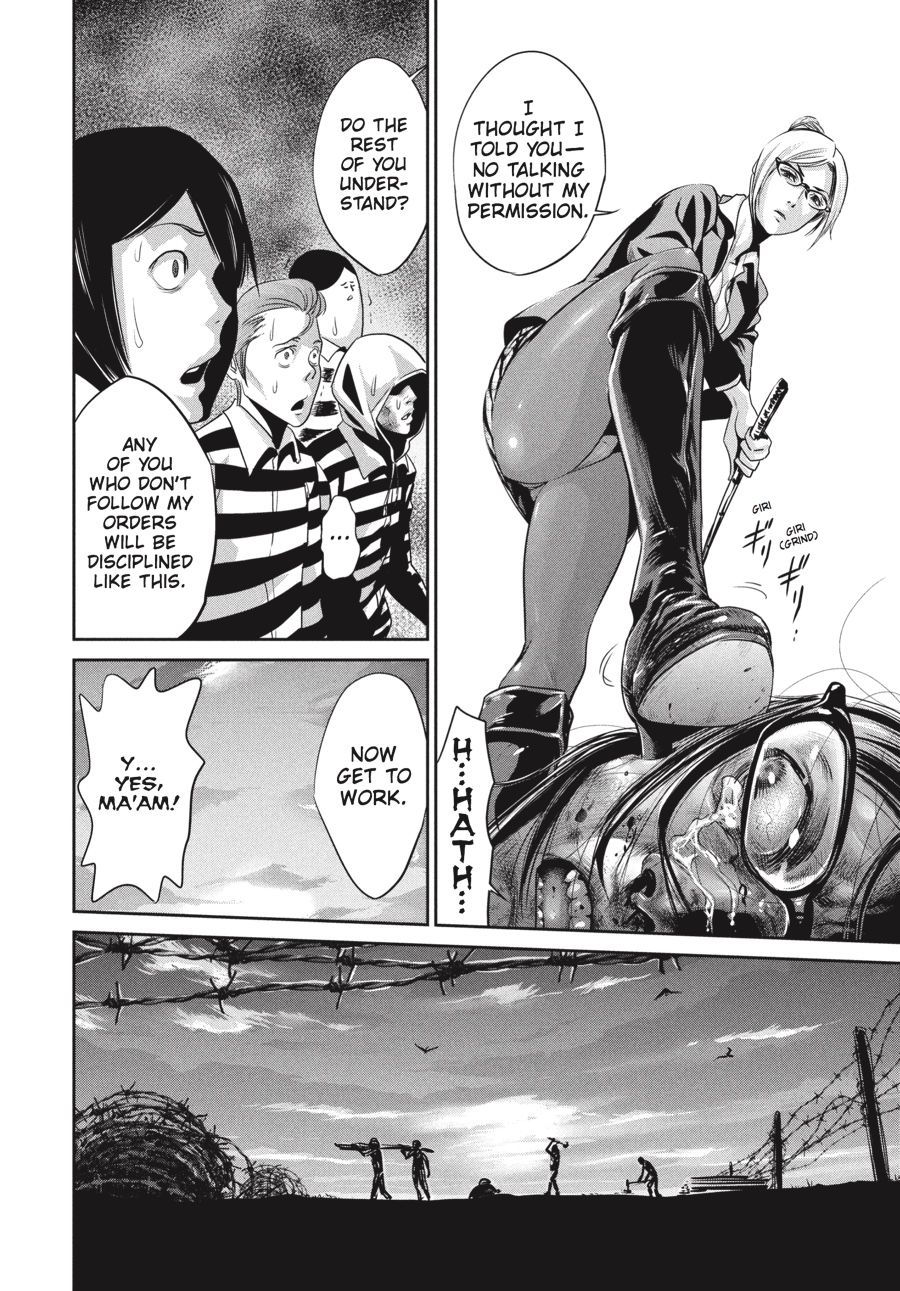 I
THOUGHT I
TOLD YOU—
NO TALKING
WITHOUT MY
PERMISSION.
GIRI
ギリ
GIRI
(GRIND)
ギリ
H...HATH...
DO THE
REST
OF YOU
UNDER-
STAND?
...
ANY
OF YOU
WHO DON'T
FOLLOW MY
ORDERS
WILL BE
DISCIPLINED
LIKE THIS.
NOW
GET TO
WORK.
Y...
YES,
MA'AM!